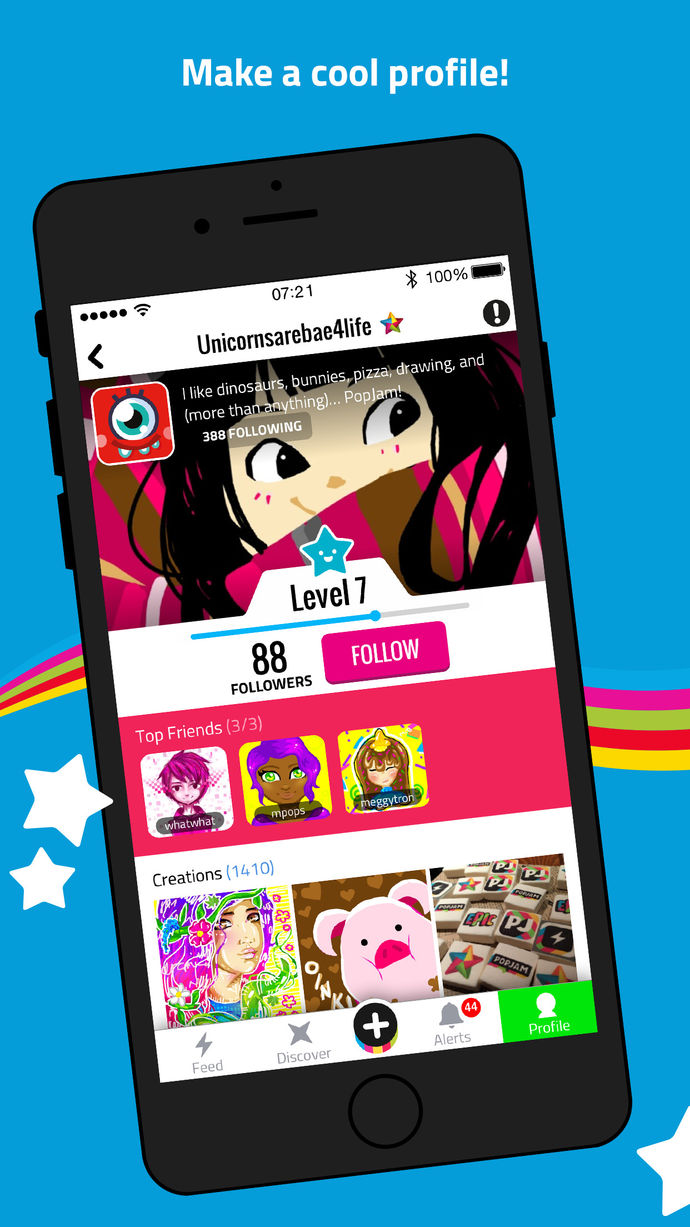 Make a cool profile!
07:21
100%
Unicornsarebae4life
I like dinosaurs, bunnies, pizza, drawing, and
(more than anything)... PopJam!
388 FOLLOWING
Level 7
88
FOLLOWERS
FOLLOW
Top Friends (3/3)
whatwhat
mpops
meggytron
Creations (1410)
OINK
POPJAM
PJ
EPIC
PJ
POPJAM
Feed
Discover
44
Alerts
Profile